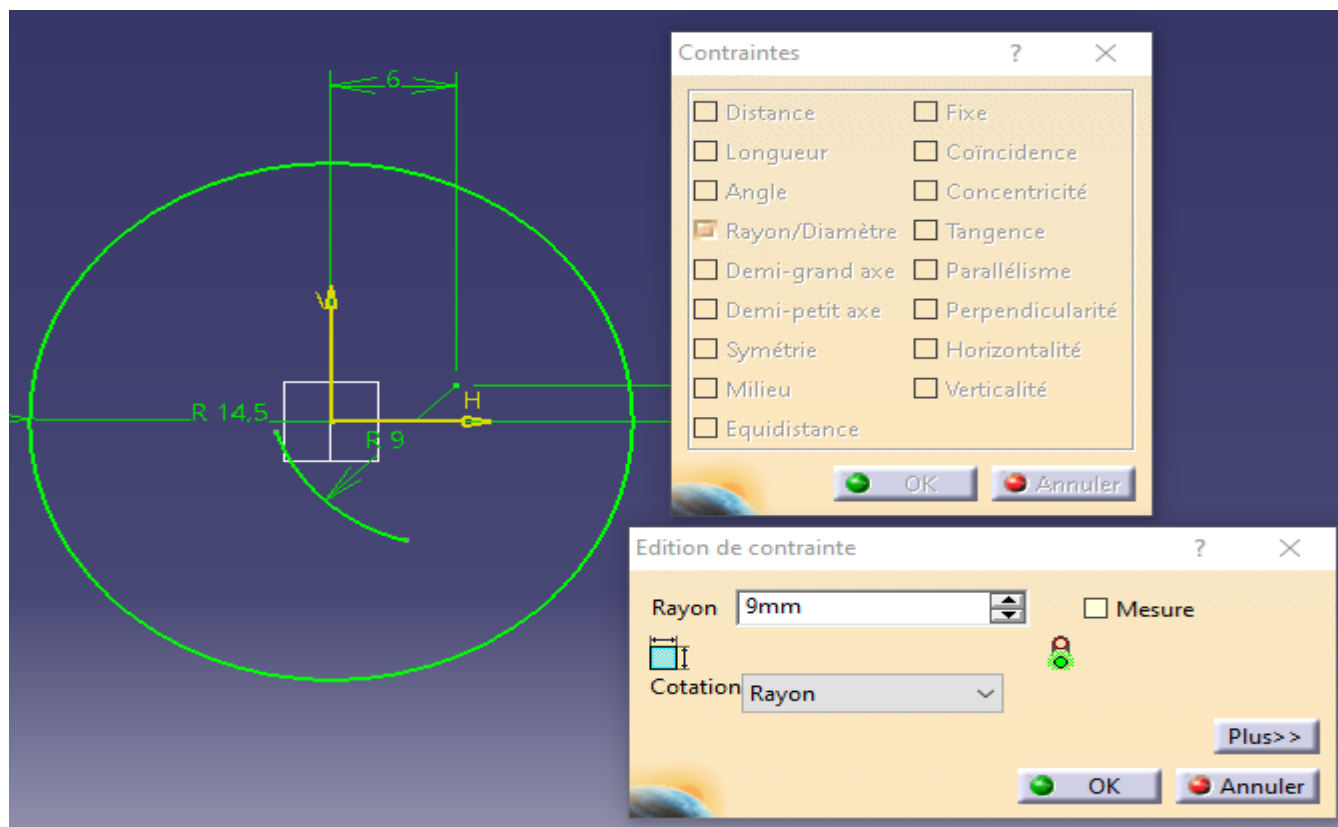 6
V
H
R 14,5
R 9
Contraintes ?
Distance Fixe
Longueur Coïncidence
Angle Concentricité
Rayon/Diamètre Tangence
Demi-grand axe Parallélisme
Demi-petit axe Perpendicularité
Symétrie Horizontalité
Milieu Verticalité
Equidistance
OK Annuler
Edition de contrainte ?
Rayon 9mm Mesure
Cotation Rayon
Plus>>
OK Annuler